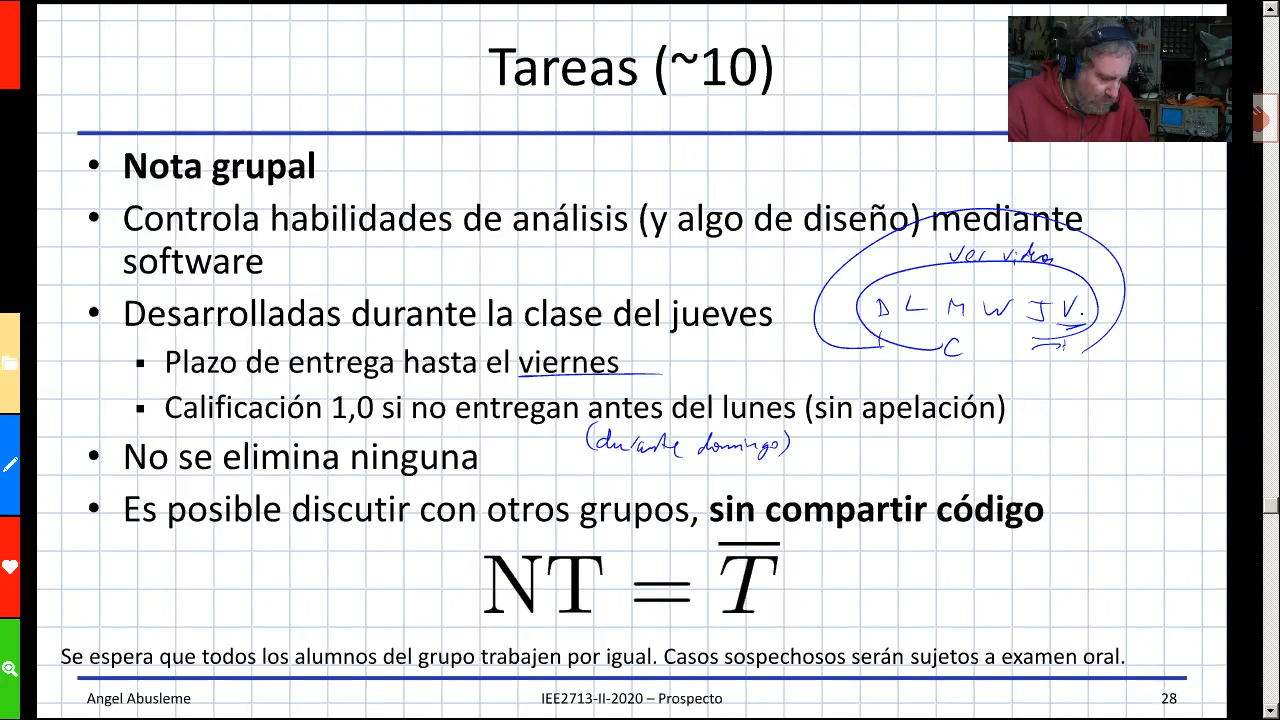 Tareas (~10)
• Nota grupal
• Controla habilidades de análisis (y algo de diseño) mediante
software
ver videos
• Desarrolladas durante la clase del jueves
D L M W J V.
C
▪ Plazo de entrega hasta el viernes
▪ Calificación 1,0 si no entregan antes del lunes (sin apelación)
(durante domingo)
• No se elimina ninguna
• Es posible discutir con otros grupos, sin compartir código
NT = T̅
Se espera que todos los alumnos del grupo trabajen por igual. Casos sospechosos serán sujetos a examen oral.
Angel Abusleme
IEE2713-II-2020 – Prospecto
28